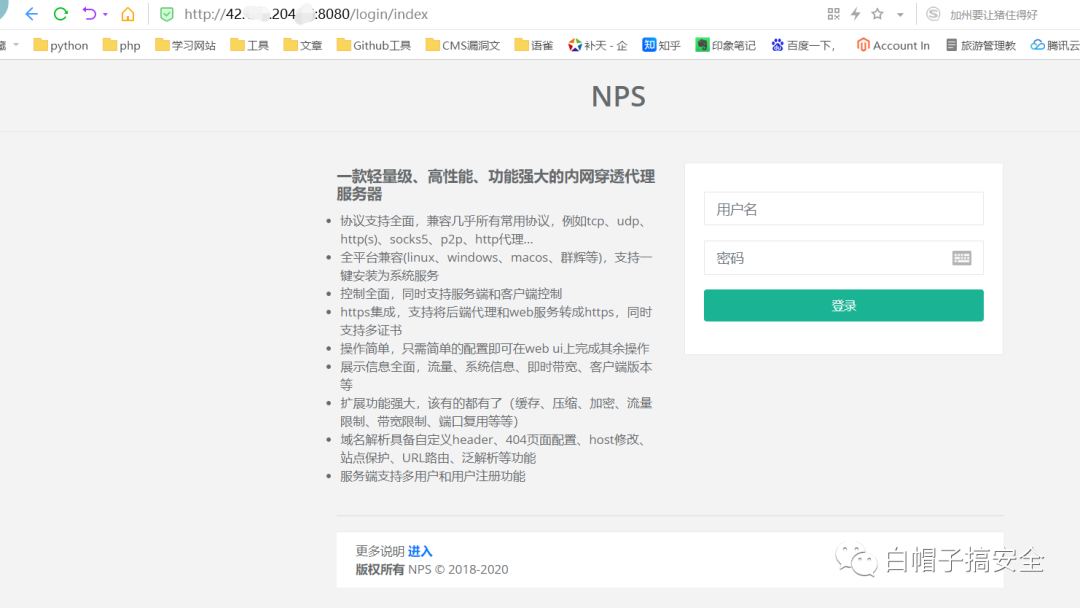 http://42. .204. :8080/login/index
加州要让猪住得好
python
php
学习网站
工具
文章
Github工具
CMS漏洞文
语雀
补天 - 企
知 知乎
印象笔记
百度一下,
Account In
旅游管理教
腾讯云
NPS
一款轻量级、高性能、功能强大的内网穿透代理
服务器
协议支持全面，兼容几乎所有常用协议，例如tcp、udp、
http(s)、socks5、p2p、http代理...
全平台兼容(linux、windows、macos、群辉等)，支持一
键安装为系统服务
控制全面，同时支持服务端和客户端控制
https集成，支持将后端代理和web服务转成https，同时
支持多证书
操作简单，只需简单的配置即可在web ui上完成其余操作
展示信息全面，流量、系统信息、即时带宽、客户端版本
等
扩展功能强大，该有的都有了（缓存、压缩、加密、流量
限制、带宽限制、端口复用等等）
域名解析具备自定义header、404页面配置、host修改、
站点保护、URL路由、泛解析等功能
服务端支持多用户和用户注册功能
用户名
密码
登录
更多说明 进入
版权所有 NPS © 2018-2020
白帽子搞安全